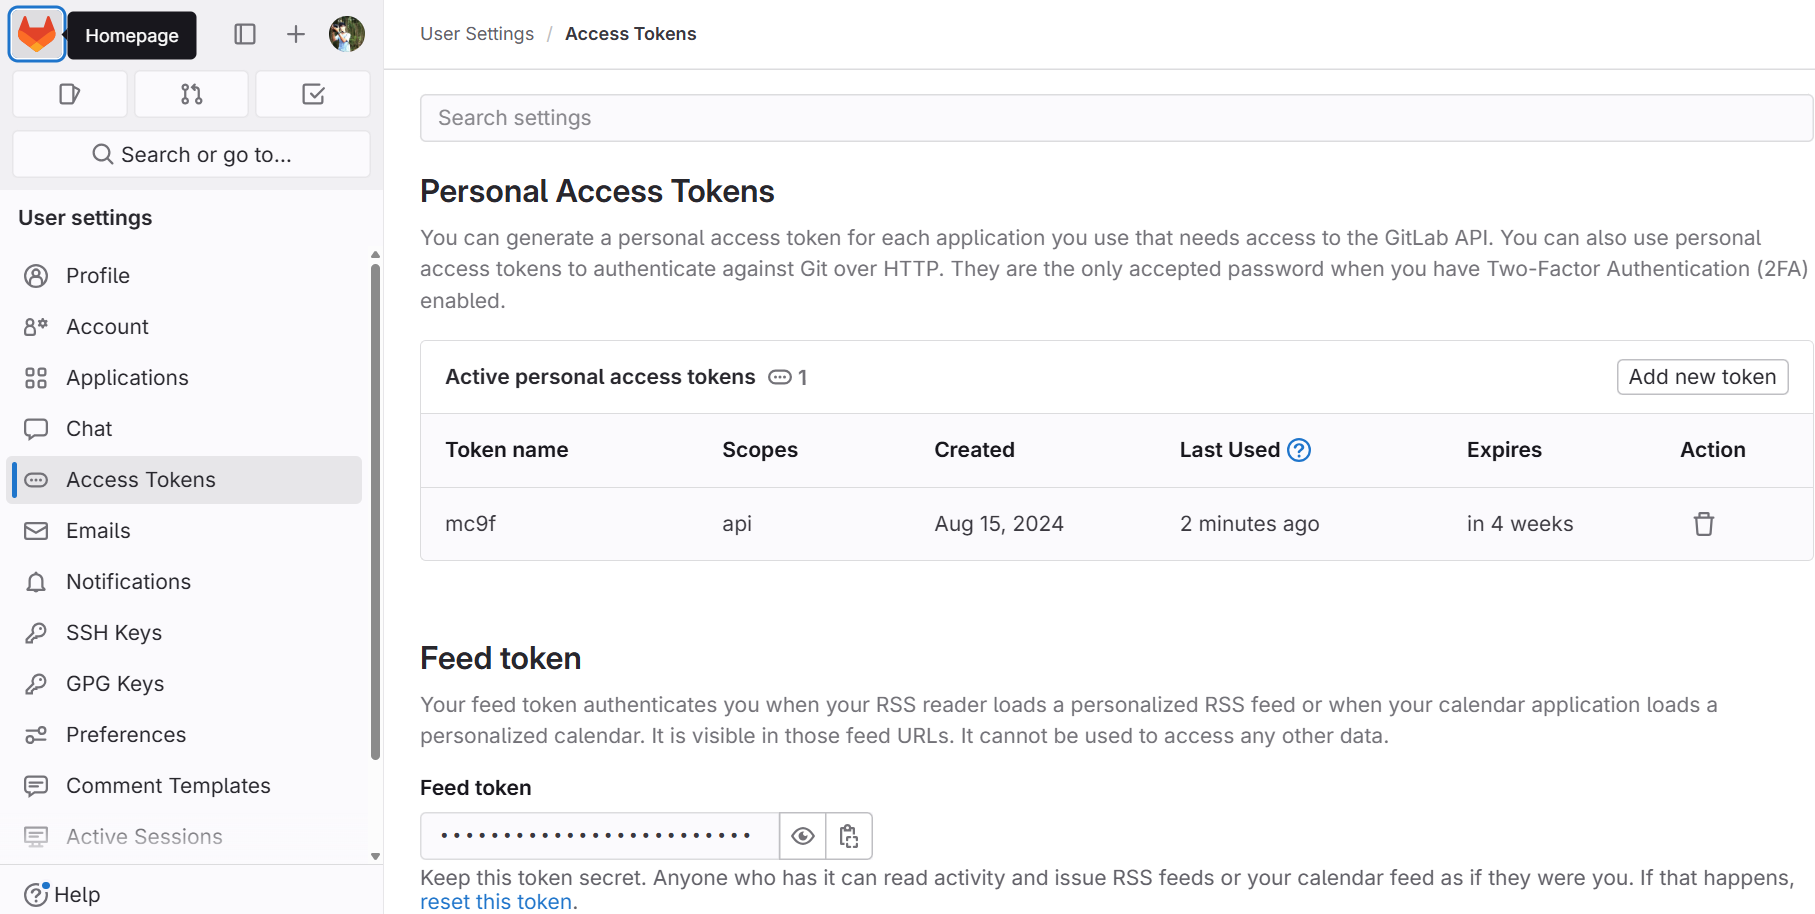 Homepage
Search or go to...
User settings
Profile
Account
Applications
Chat
Access Tokens
Emails
Notifications
SSH Keys
GPG Keys
Preferences
Comment Templates
Active Sessions
Help
User Settings / Access Tokens
Search settings
Personal Access Tokens
You can generate a personal access token for each application you use that needs access to the GitLab API. You can also use personal
access tokens to authenticate against Git over HTTP. They are the only accepted password when you have Two-Factor Authentication (2FA)
enabled.
Active personal access tokens 1
Add new token
Token name Scopes Created Last Used Expires Action
mc9f api Aug 15, 2024 2 minutes ago in 4 weeks
Feed token
Your feed token authenticates you when your RSS reader loads a personalized RSS feed or when your calendar application loads a
personalized calendar. It is visible in those feed URLs. It cannot be used to access any other data.
Feed token
Keep this token secret. Anyone who has it can read activity and issue RSS feeds or your calendar feed as if they were you. If that happens,
reset this token.